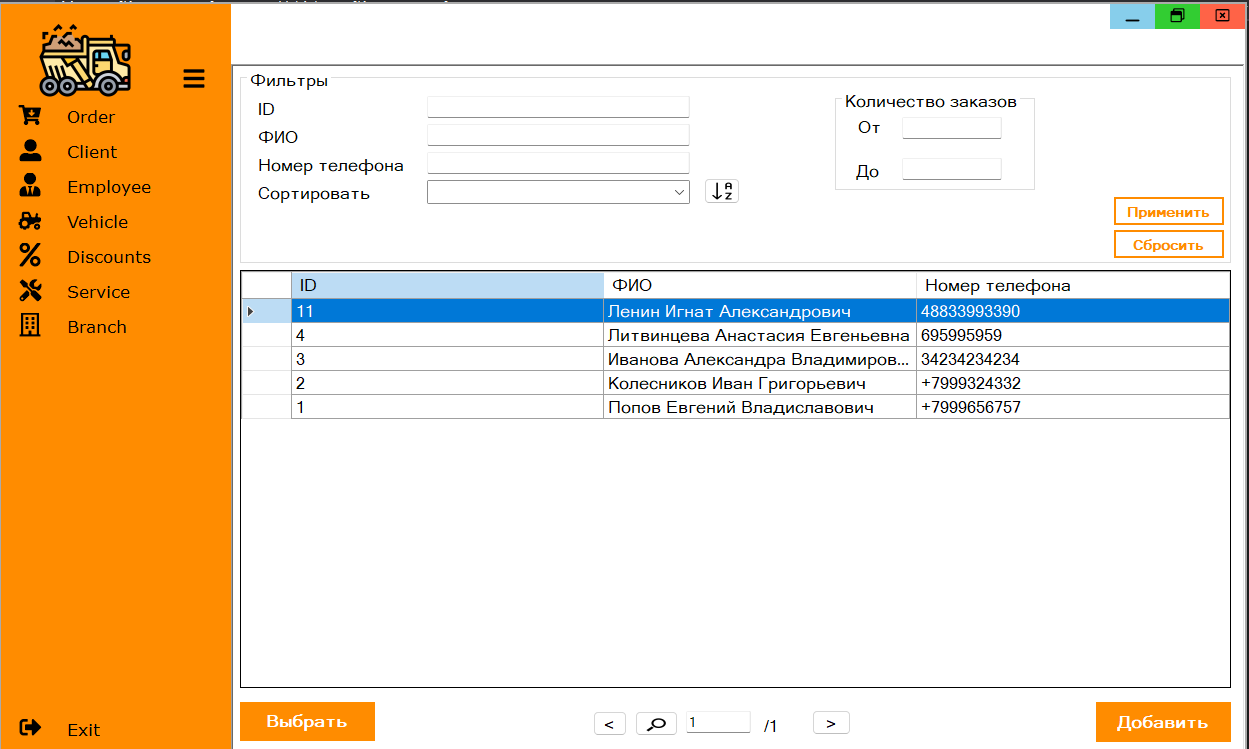 Order
Client
Employee
Vehicle
Discounts
Service
Branch
Exit
Фильтры
ID
ФИО
Номер телефона
Сортировать
Количество заказов
От
До
Применить
Сбросить
ID ФИО Номер телефона
11 Ленин Игнат Александрович 48833993390
4 Литвинцева Анастасия Евгеньевна 695995959
3 Иванова Александра Владимиров... 34234234234
2 Колесников Иван Григорьевич +7999324332
1 Попов Евгений Владиславович +7999656757
Выбрать < 1 /1 > Добавить